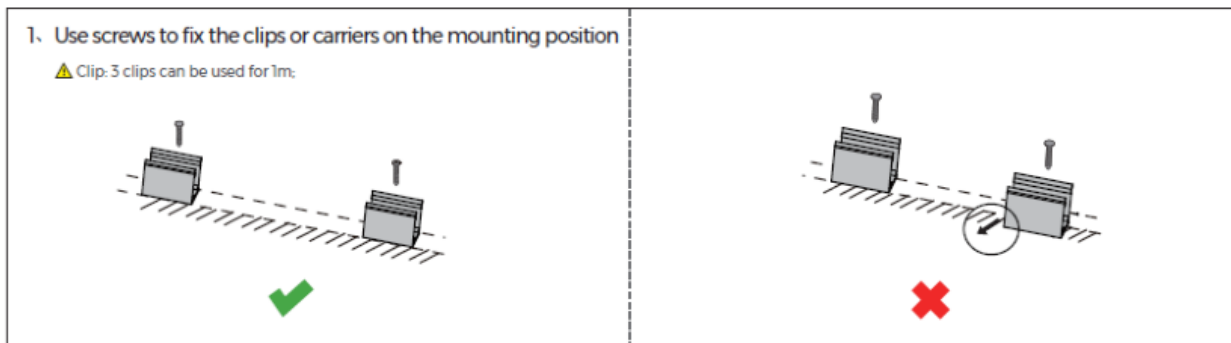 1、Use screws to fix the clips or carriers on the mounting position
Clip: 3 clips can be used for 1m;